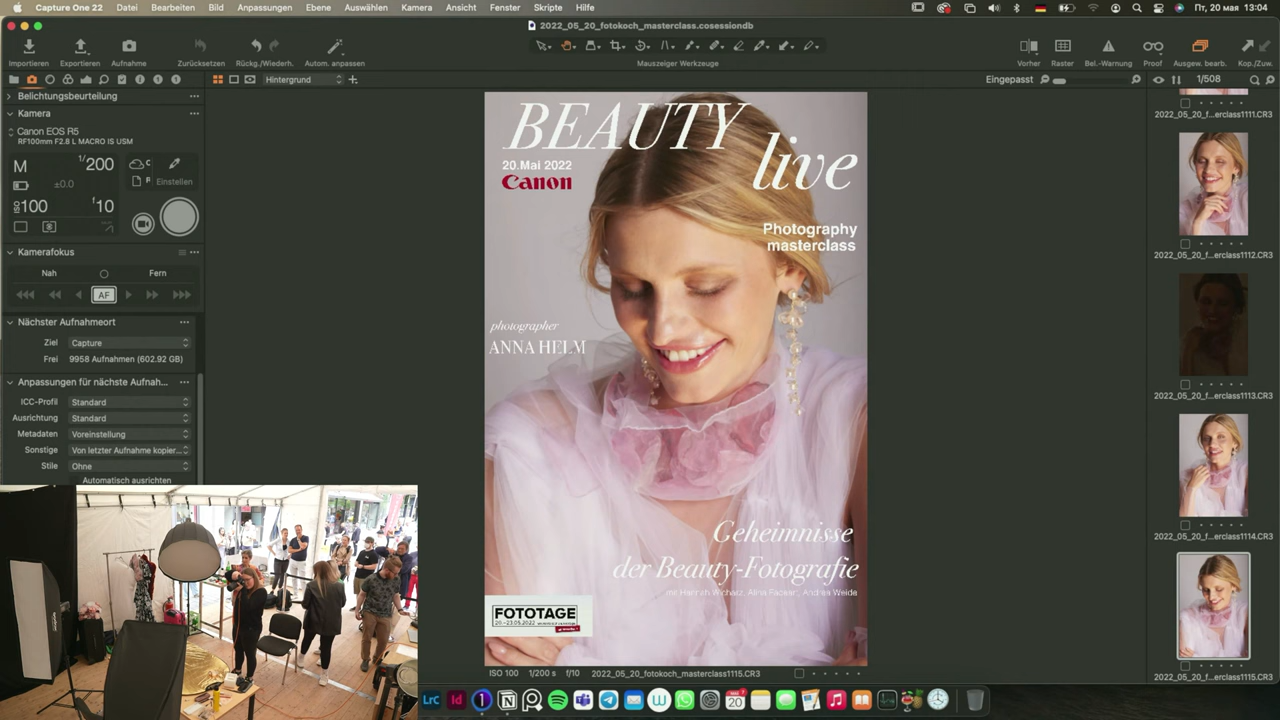 Capture One 22 Datei Bearbeiten Bild Anpassungen Ebene Auswählen Kamera Ansicht Fenster Skripte Hilfe Пт, 20 мая 13:04
2022_05_20_fotokoch_masterclass.cosessiondb
Importieren Exportieren Aufnahme Zurücksetzen Rückg./Wiederh. Autom. anpassen Mauszeiger Werkzeuge Vorher Raster Bel.-Warnung Proof Ausgew. bearb. Kop./Zuw.
Hintergrund Eingepasst 1/508
Belichtungsbeurteilung
Kamera
Canon EOS R5
RF100mm F2.8 L MACRO IS USM
M 1/200 C
±0.0 F Einstellen
ISO100 f10
Kamerafokus
Nah Fern
AF
Nächster Aufnahmeort
Ziel Capture
Frei 9958 Aufnahmen (602.92 GB)
Anpassungen für nächste Aufnah...
ICC-Profil Standard
Ausrichtung Standard
Metadaten Voreinstellung
Sonstige Von letzter Aufnahme kopier...
Stile Ohne
Automatisch ausrichten
BEAUTY
live
20.Mai 2022
Canon
Photography
masterclass
photographer
ANNA HELM
Geheimnisse
der Beauty-Fotografie
FOTOTAGE
ISO 100 1/200 s f/10 2022_05_20_fotokoch_masterclass1115.CR3
2022_05_20_f...erclass1111.CR3
2022_05_20_f...erclass1112.CR3
2022_05_20_f...erclass1113.CR3
2022_05_20_f...erclass1114.CR3
2022_05_20_f...erclass1115.CR3
Lrc Id 20